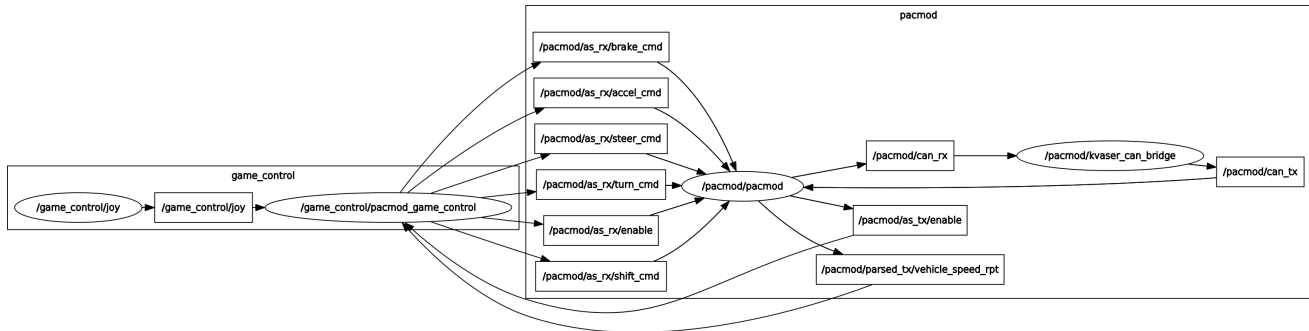 pacmod
/pacmod/as_rx/brake_cmd
/pacmod/as_rx/accel_cmd
/pacmod/as_rx/steer_cmd
/pacmod/can_rx
/pacmod/kvaser_can_bridge
/pacmod/can_tx
game_control
/pacmod/as_rx/turn_cmd
/pacmod/pacmod
/game_control/joy
/game_control/joy
/game_control/pacmod_game_control
/pacmod/as_rx/enable
/pacmod/as_tx/enable
/pacmod/as_rx/shift_cmd
/pacmod/parsed_tx/vehicle_speed_rpt